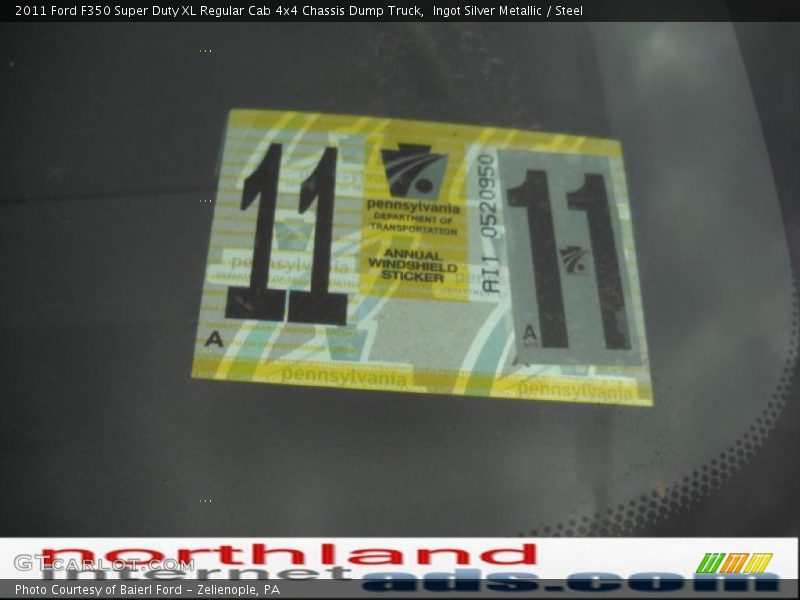 2011 Ford F350 Super Duty XL Regular Cab 4x4 Chassis Dump Truck,  Ingot Silver Metallic / Steel
11
A
pennsylvania
DEPARTMENT OF
TRANSPORTATION
ANNUAL
WINDSHIELD
STICKER
AI1 0520950
11
A
pennsylvania
pennsylvania
pennsylvania
northland
internet ads.com
GTcarlot.com
Photo Courtesy of Baierl Ford - Zelienople, PA